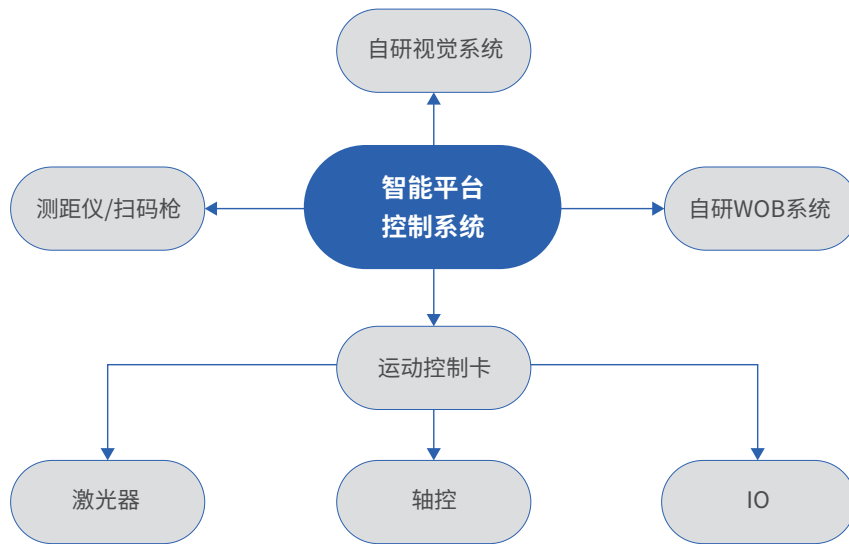 自研视觉系统
智能平台
控制系统
测距仪/扫码枪
自研WOB系统
运动控制卡
激光器
轴控
IO